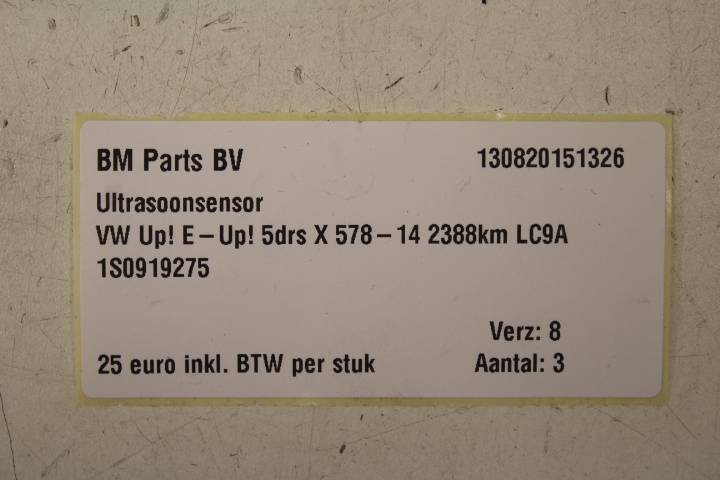 BM Parts BV 130820151326
Ultrasoonsensor
VW Up! E-Up! 5drs X 578-14 2388km LC9A
1S0919275
Verz: 8
25 euro inkl. BTW per stuk Aantal: 3